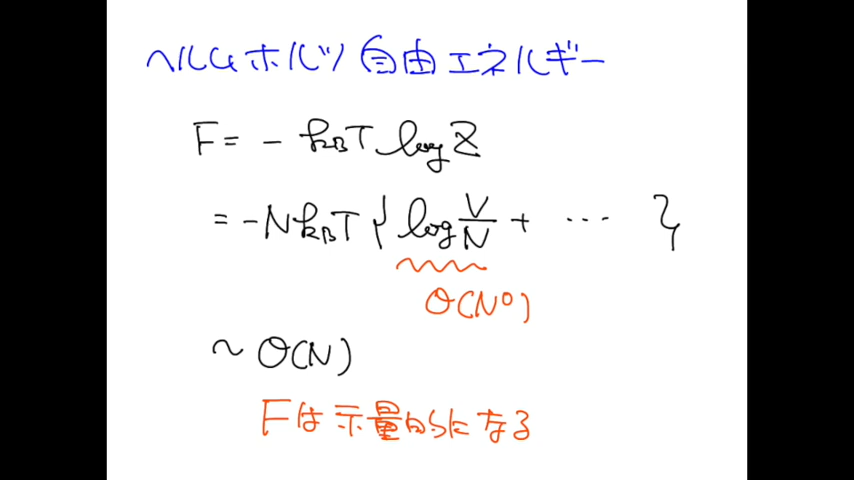 ヘルムホルツ自由エネルギー
F = - k_B T log Z
= -N k_B T { log V/N + ... }
O(N^0)
~ O(N)
Fは示量的になる